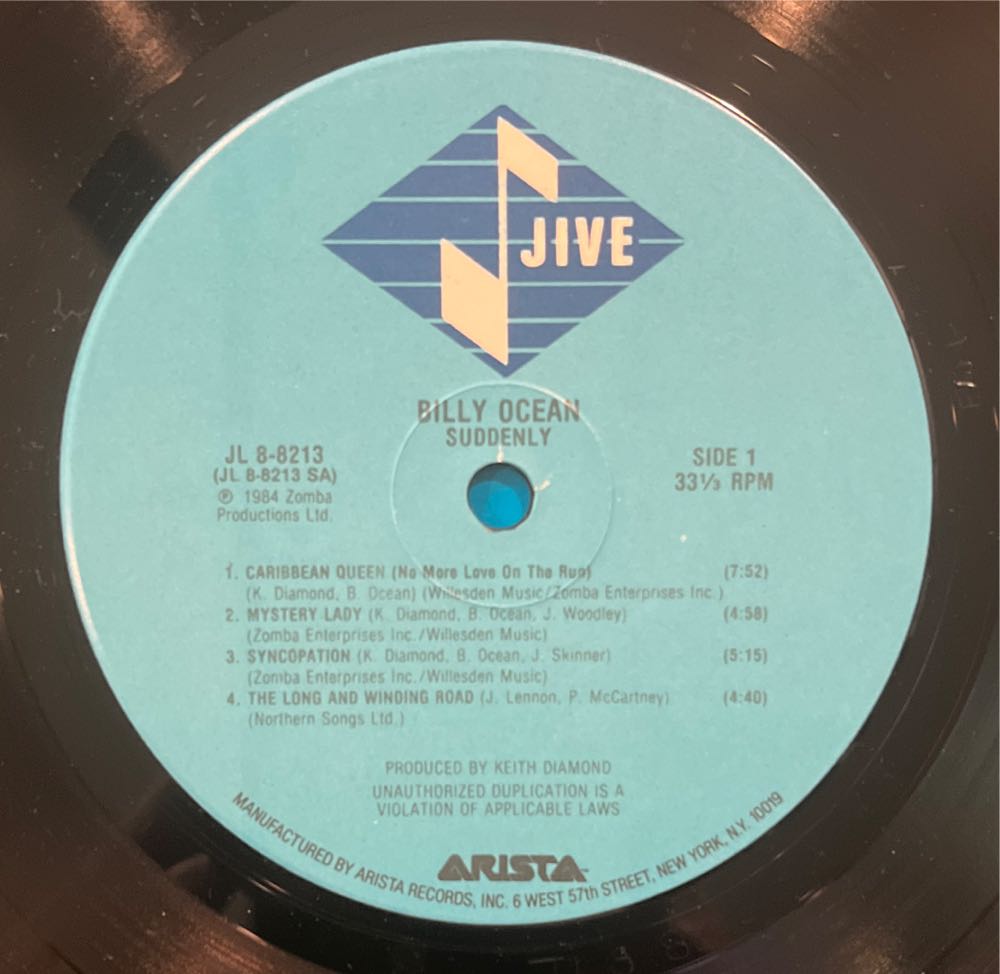 JIVE
BILLY OCEAN
SUDDENLY
JL 8-8213
(JL 8-8213 SA)
℗ 1984 Zomba
Productions Ltd.
SIDE 1
33⅓ RPM
1. CARIBBEAN QUEEN (No More Love On The Run) (7:52)
(K. Diamond, B. Ocean) (Willesden Music/Zomba Enterprises Inc.)
2. MYSTERY LADY (K. Diamond, B. Ocean, J. Woodley) (4:58)
(Zomba Enterprises Inc./Willesden Music)
3. SYNCOPATION (K. Diamond, B. Ocean, J. Skinner) (5:15)
(Zomba Enterprises Inc./Willesden Music)
4. THE LONG AND WINDING ROAD (J. Lennon, P. McCartney) (4:40)
(Northern Songs Ltd.)
PRODUCED BY KEITH DIAMOND
UNAUTHORIZED DUPLICATION IS A
VIOLATION OF APPLICABLE LAWS
ARISTA
MANUFACTURED BY ARISTA RECORDS, INC. 6 WEST 57th STREET, NEW YORK, N.Y. 10019